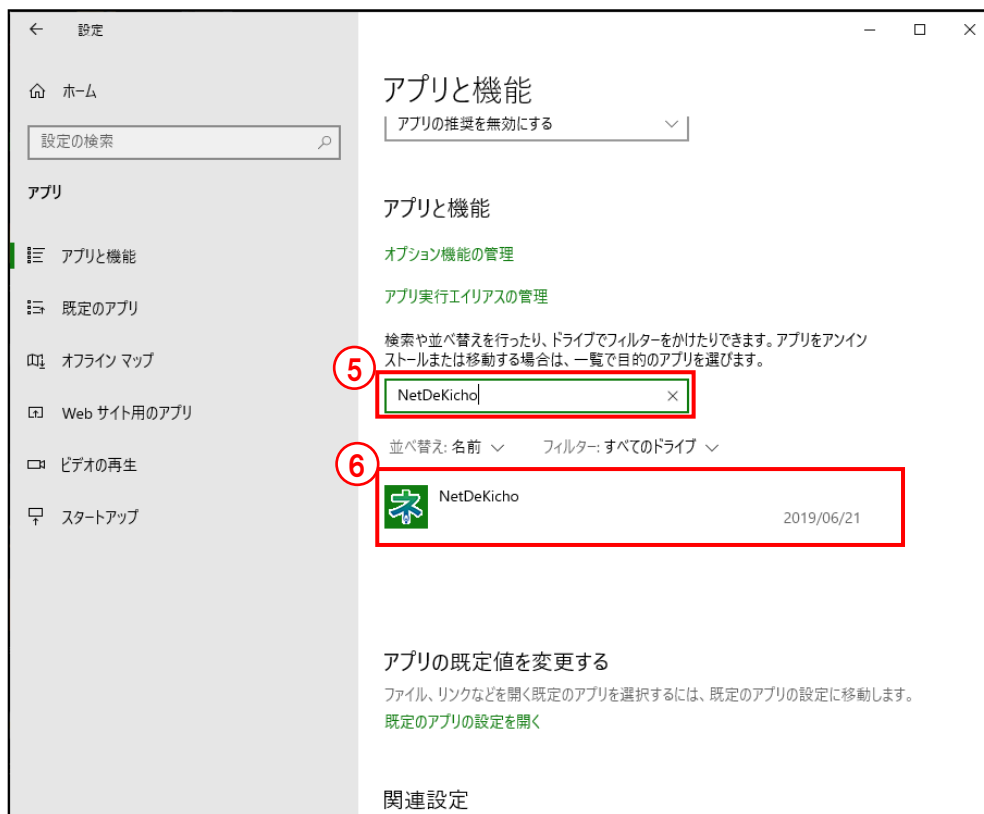 設定
ホーム
設定の検索
アプリ
アプリと機能
既定のアプリ
オフライン マップ
Web サイト用のアプリ
ビデオの再生
スタートアップ
アプリと機能
アプリの推奨を無効にする
アプリと機能
オプション機能の管理
アプリ実行エイリアスの管理
検索や並べ替えを行ったり、ドライブでフィルターをかけたりできます。アプリをアンイン
ストールまたは移動する場合は、一覧で目的のアプリを選びます。
⑤
NetDeKicho
並べ替え: 名前 フィルター: すべてのドライブ
⑥
ネ
NetDeKicho
2019/06/21
アプリの既定値を変更する
ファイル、リンクなどを開く既定のアプリを選択するには、既定のアプリの設定に移動します。
既定のアプリの設定を開く
関連設定